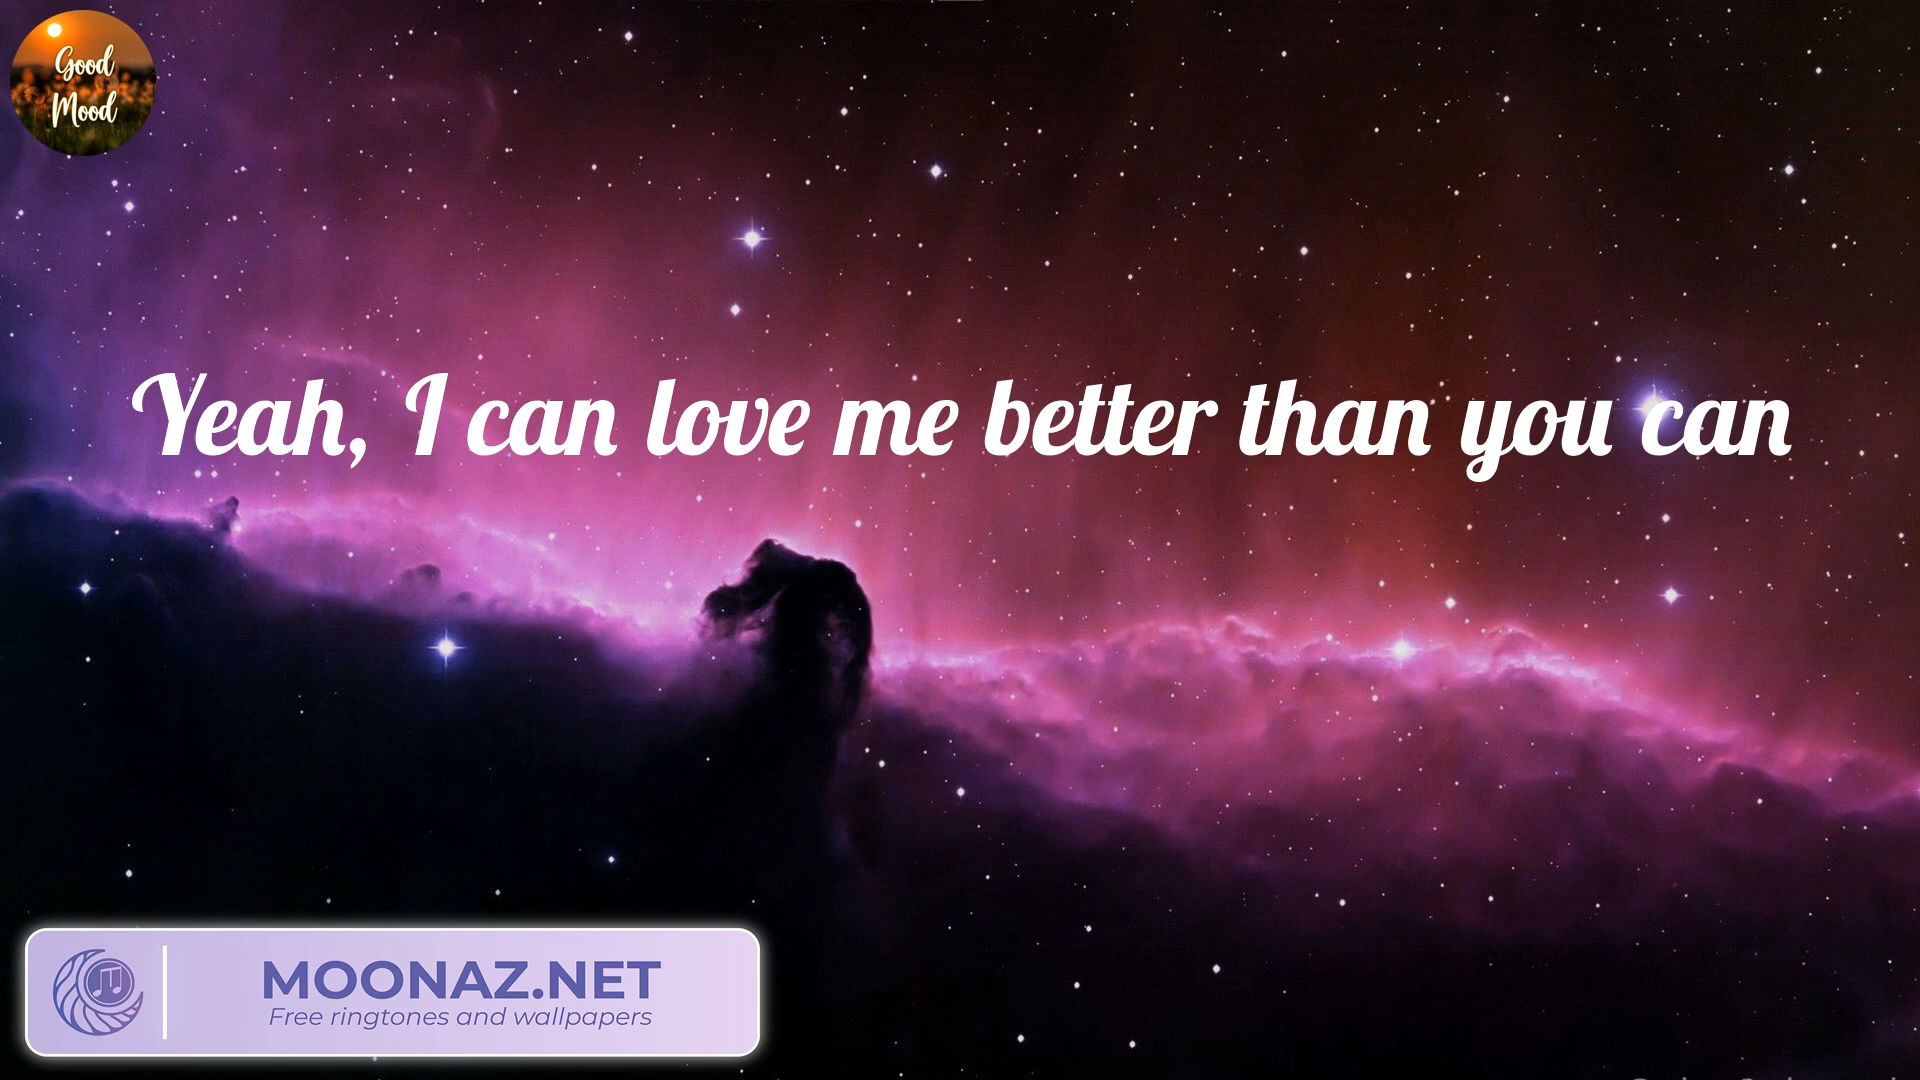 Good
Mood
Yeah, I can love me better than you can
MOONAZ.NET
Free ringtones and wallpapers